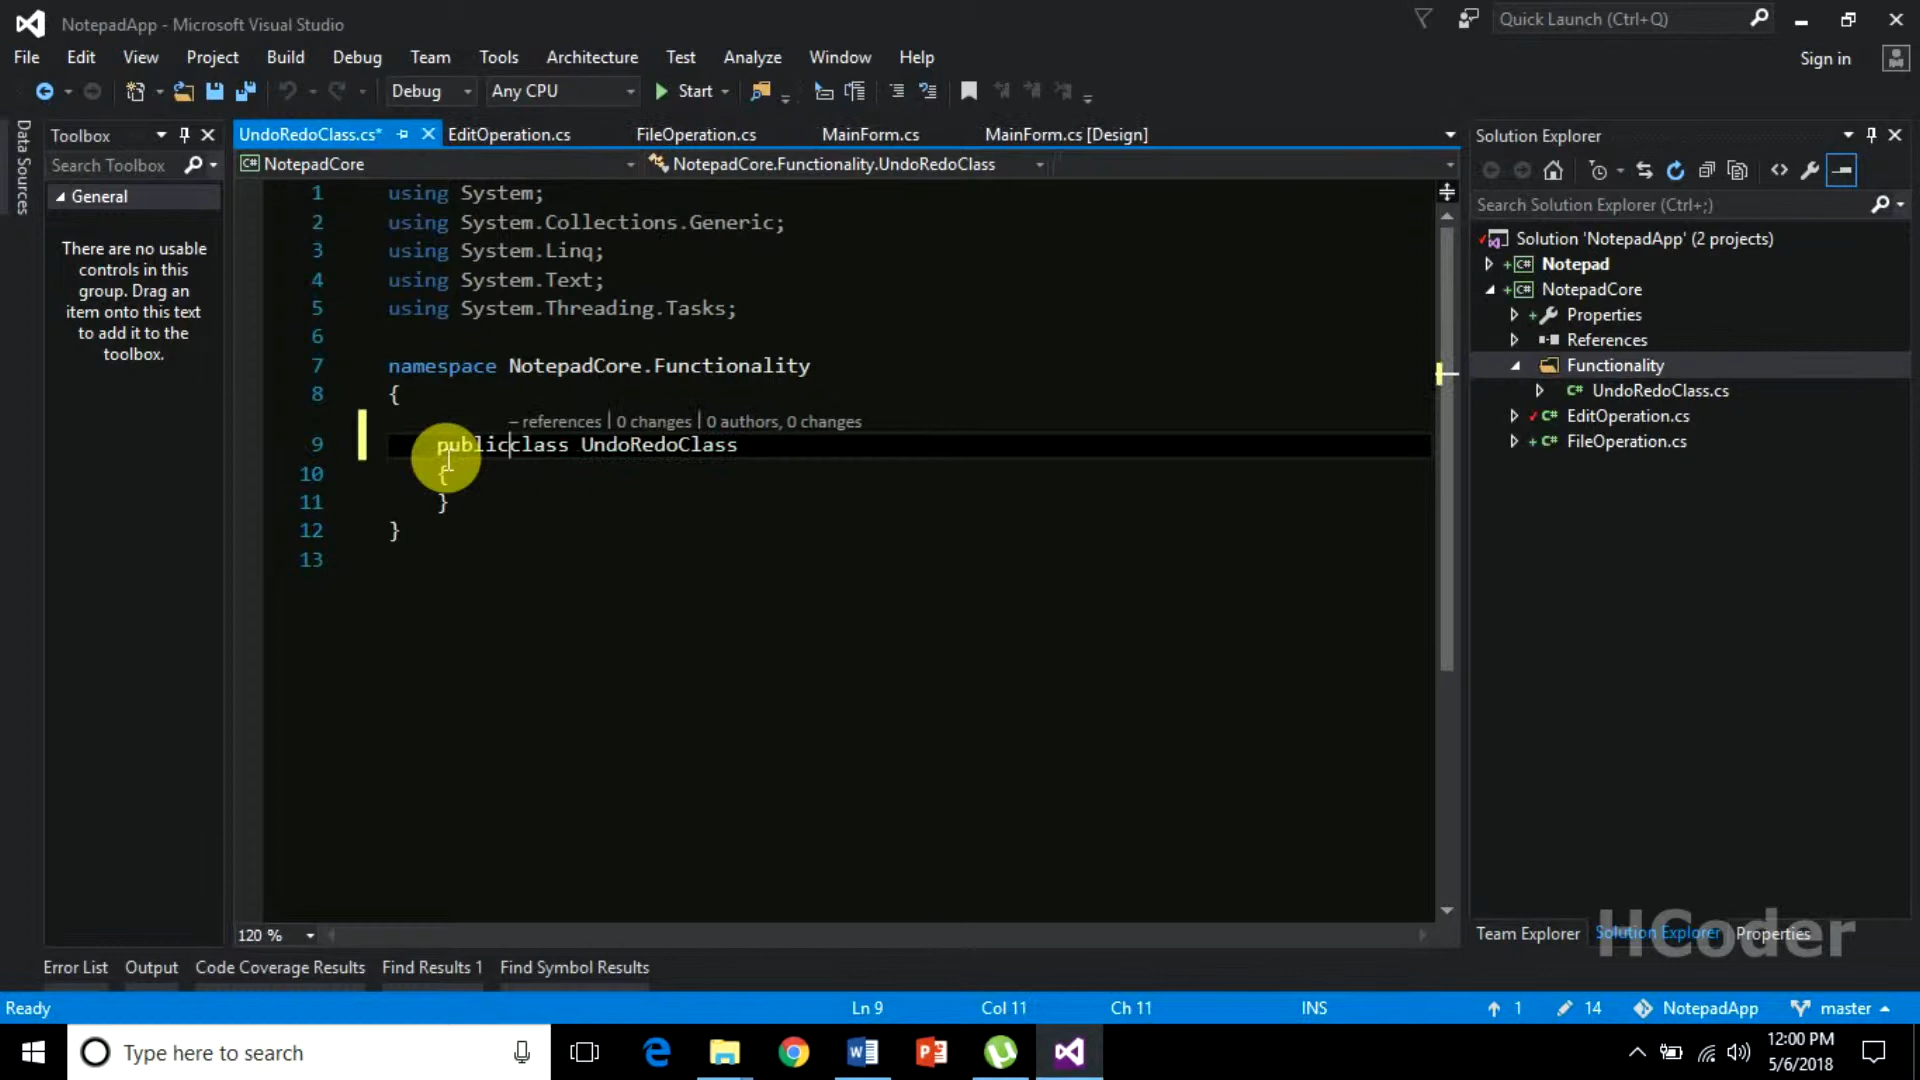 NotepadApp - Microsoft Visual Studio
Quick Launch (Ctrl+Q)
File Edit View Project Build Debug Team Tools Architecture Test Analyze Window Help
Sign in
Debug Any CPU Start
Data Sources
Toolbox
Search Toolbox
General
There are no usable
controls in this
group. Drag an
item onto this text
to add it to the
toolbox.
UndoRedoClass.cs* EditOperation.cs FileOperation.cs MainForm.cs MainForm.cs [Design]
C# NotepadCore NotepadCore.Functionality.UndoRedoClass
1 using System;
2 using System.Collections.Generic;
3 using System.Linq;
4 using System.Text;
5 using System.Threading.Tasks;
6
7 namespace NotepadCore.Functionality
8 {
– references | 0 changes | 0 authors, 0 changes
9 publicclass UndoRedoClass
10 {
11 }
12 }
13
120 %
Solution Explorer
Search Solution Explorer (Ctrl+;)
Solution 'NotepadApp' (2 projects)
C# Notepad
C# NotepadCore
Properties
References
Functionality
C# UndoRedoClass.cs
C# EditOperation.cs
C# FileOperation.cs
Team Explorer Solution Explorer Properties
HCoder
Error List Output Code Coverage Results Find Results 1 Find Symbol Results
Ready Ln 9 Col 11 Ch 11 INS 1 14 NotepadApp master
Type here to search
12:00 PM
5/6/2018